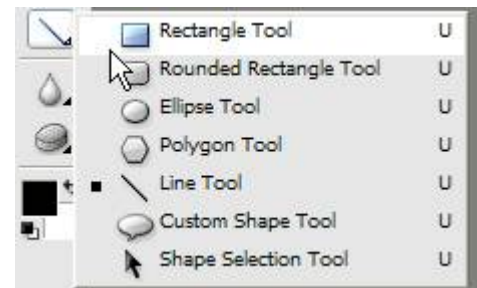 Rectangle Tool U
Rounded Rectangle Tool U
Ellipse Tool U
Polygon Tool U
Line Tool U
Custom Shape Tool U
Shape Selection Tool U